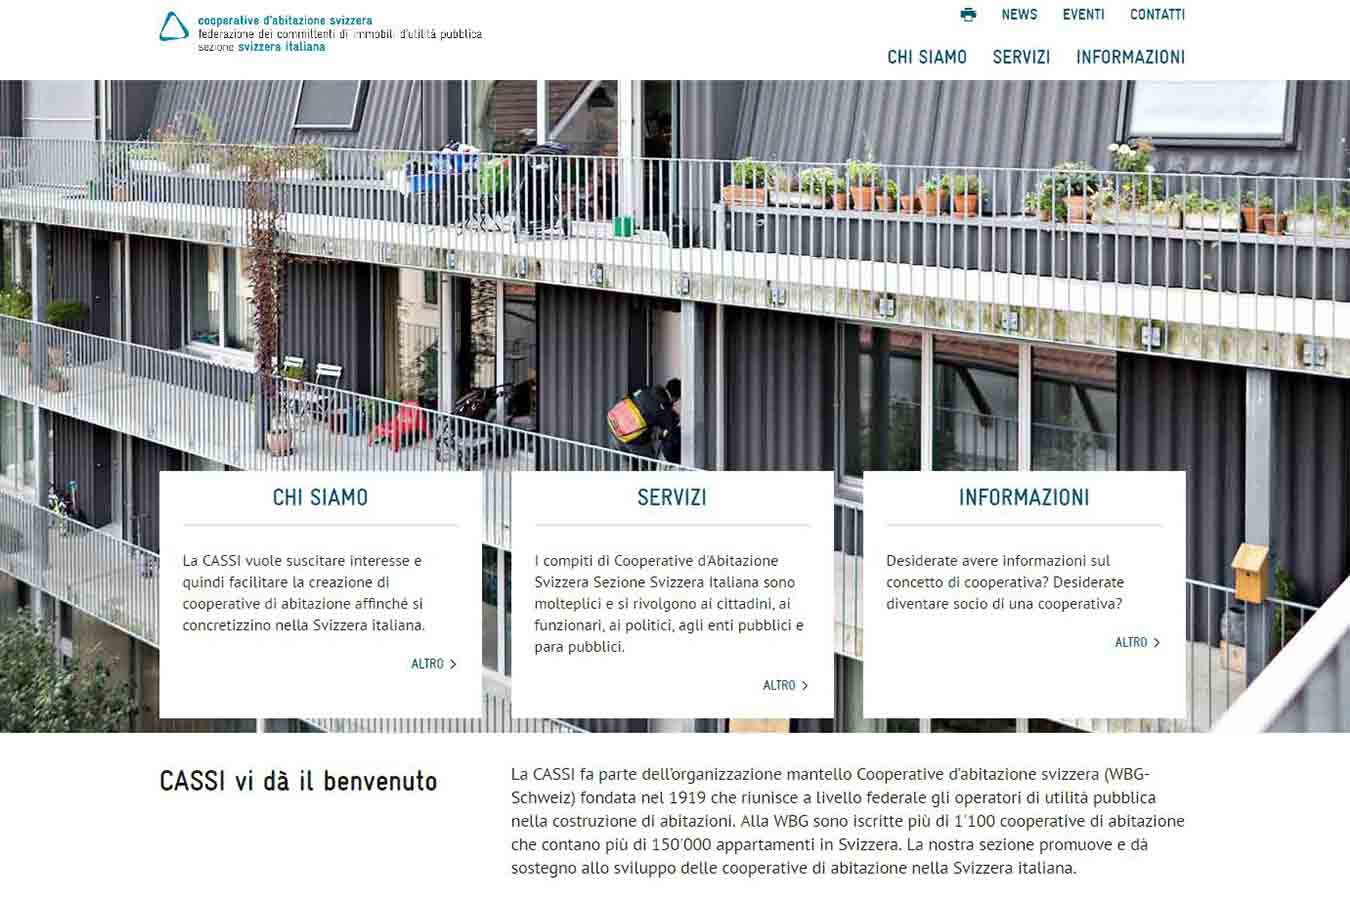 cooperative d'abitazione svizzera
federazione dei committenti di immobili d'utilità pubblica
sezione svizzera italiana
NEWS EVENTI CONTATTI
CHI SIAMO SERVIZI INFORMAZIONI
CHI SIAMO
La CASSI vuole suscitare interesse e
quindi facilitare la creazione di
cooperative di abitazione affinché si
concretizzino nella Svizzera italiana.
ALTRO >
SERVIZI
I compiti di Cooperative d'Abitazione
Svizzera Sezione Svizzera Italiana sono
molteplici e si rivolgono ai cittadini, ai
funzionari, ai politici, agli enti pubblici e
para pubblici.
ALTRO >
INFORMAZIONI
Desiderate avere informazioni sul
concetto di cooperativa? Desiderate
diventare socio di una cooperativa?
ALTRO >
CASSI vi dà il benvenuto
La CASSI fa parte dell'organizzazione mantello Cooperative d'abitazione svizzera (WBG-
Schweiz) fondata nel 1919 che riunisce a livello federale gli operatori di utilità pubblica
nella costruzione di abitazioni. Alla WBG sono iscritte più di 1'100 cooperative di abitazione
che contano più di 150'000 appartamenti in Svizzera. La nostra sezione promuove e dà
sostegno allo sviluppo delle cooperative di abitazione nella Svizzera italiana.